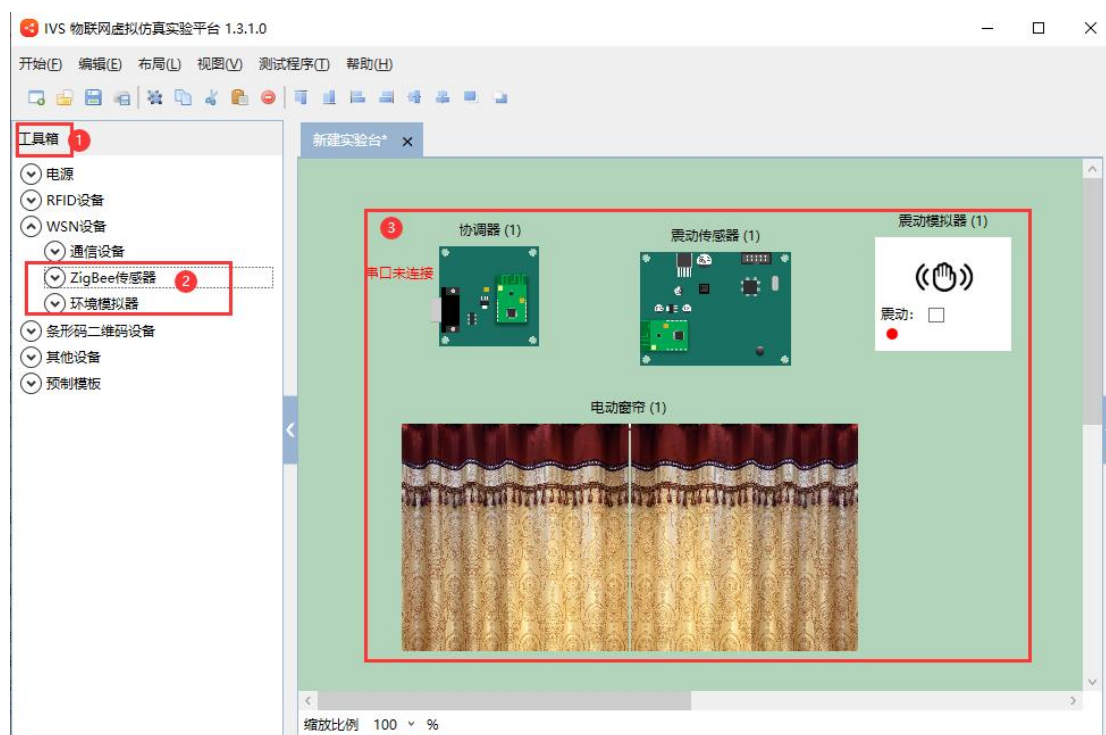 IVS 物联网虚拟仿真实验平台 1.3.1.0
开始(F) 编辑(E) 布局(L) 视图(V) 测试程序(T) 帮助(H)
工具箱 1
新建实验台*
电源
RFID设备
WSN设备
通信设备
ZigBee传感器 2
环境模拟器
条形码二维码设备
其他设备
预制模板
3
协调器 (1)
串口未连接
震动传感器 (1)
震动模拟器 (1)
震动:
电动窗帘 (1)
缩放比例 100 %